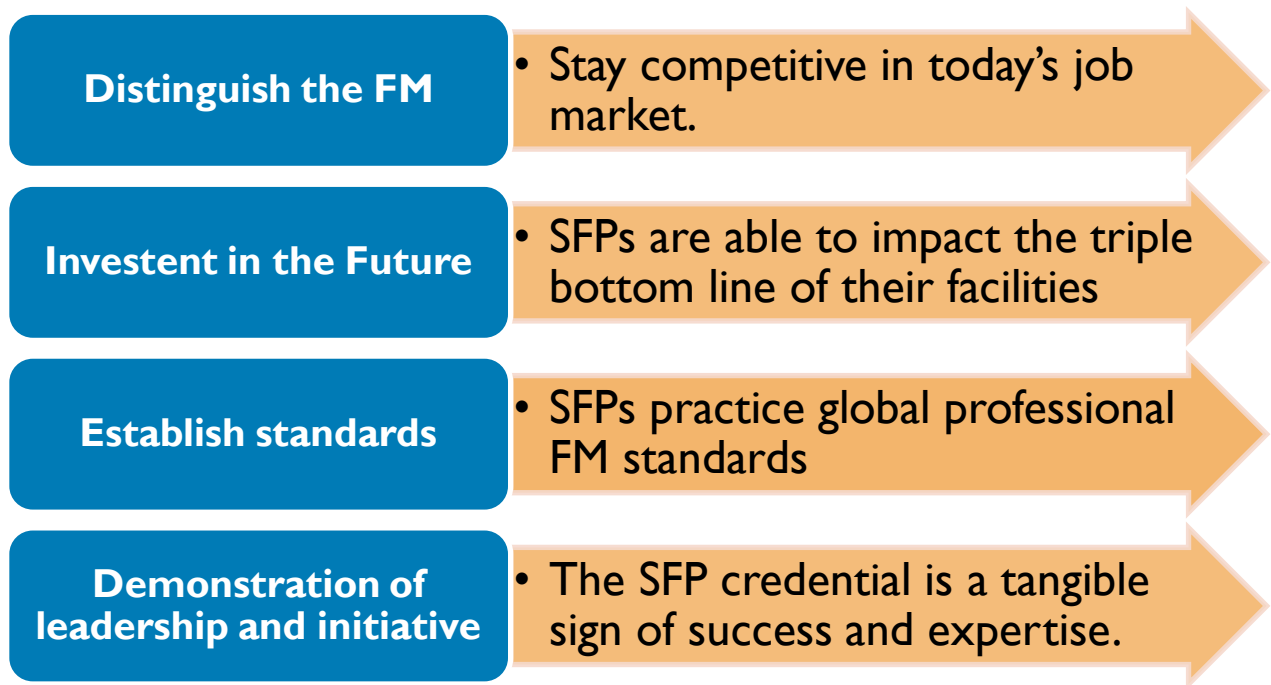 Distinguish the FM
• Stay competitive in today’s job
market.
Investent in the Future
• SFPs are able to impact the triple
bottom line of their facilities
Establish standards
• SFPs practice global professional
FM standards
Demonstration of
leadership and initiative
• The SFP credential is a tangible
sign of success and expertise.